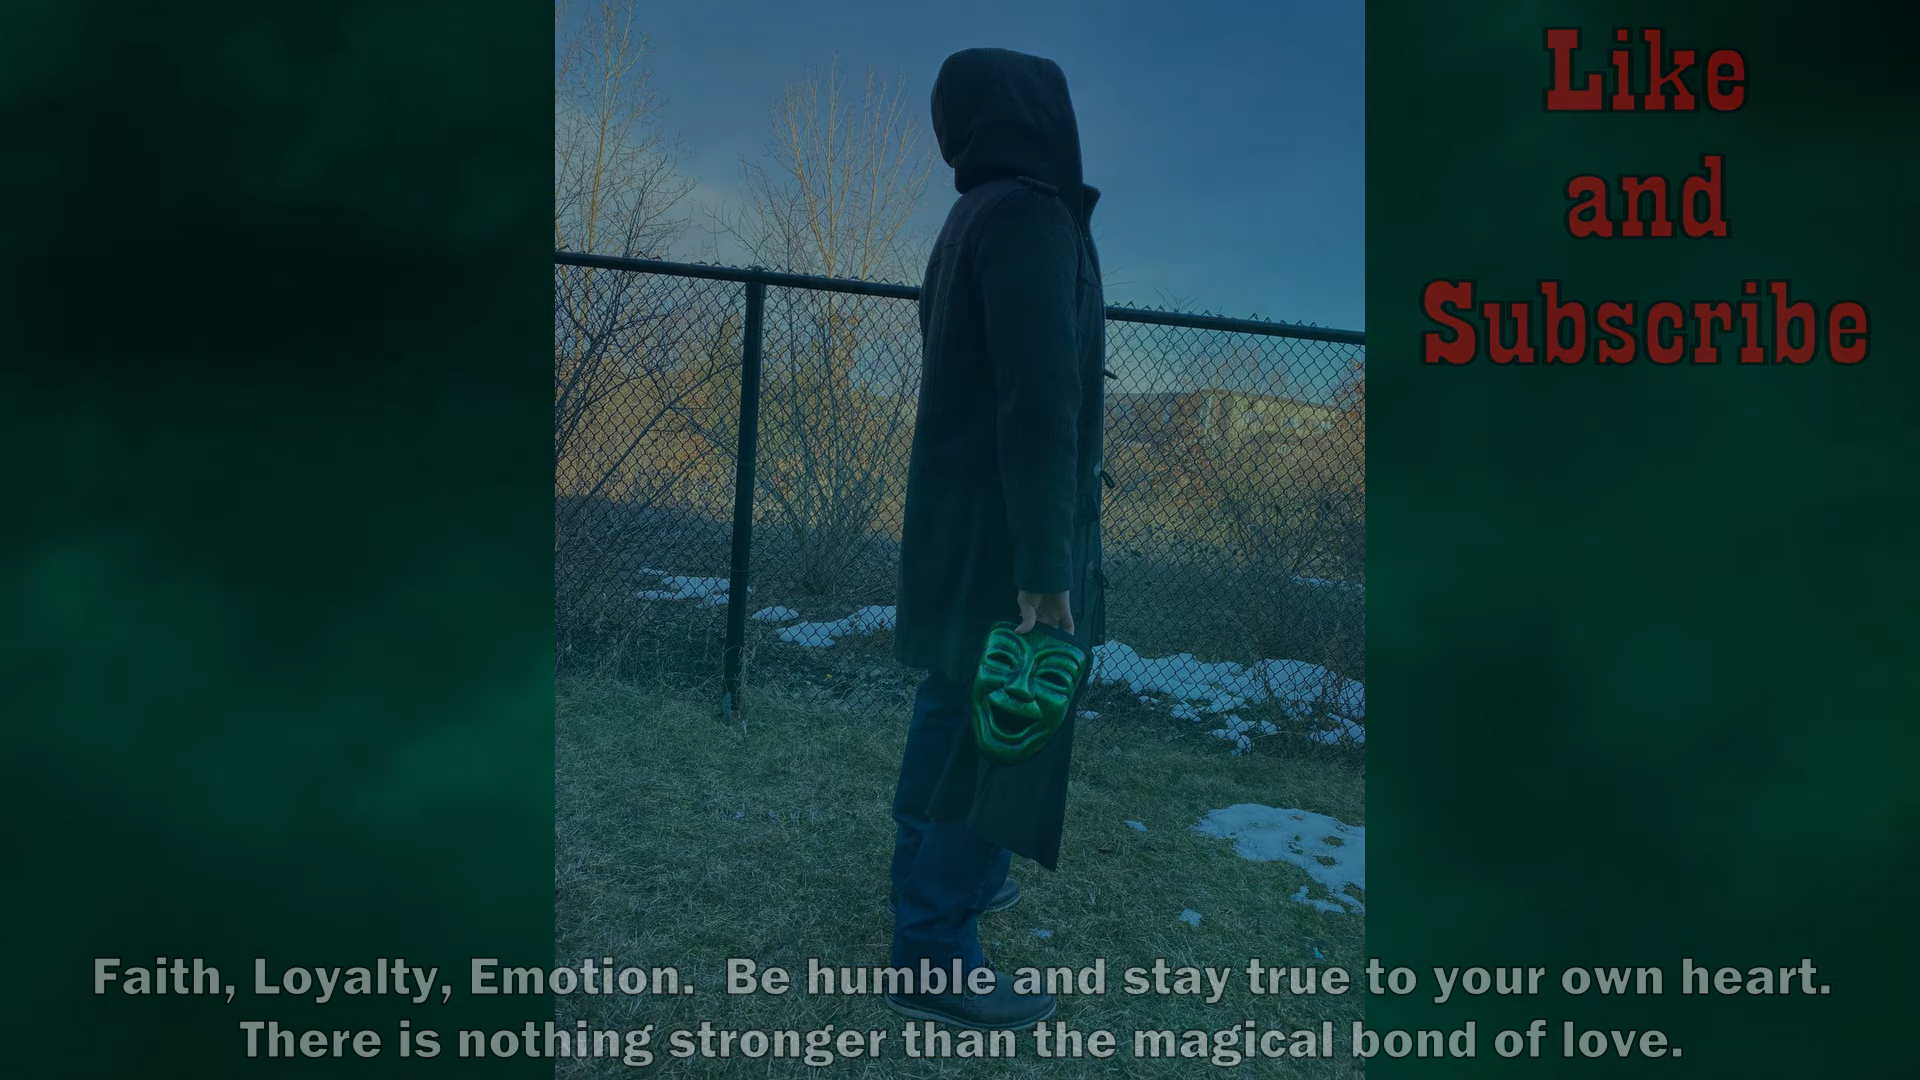 Like
and
Subscribe
Faith, Loyalty, Emotion.  Be humble and stay true to your own heart.
There is nothing stronger than the magical bond of love.